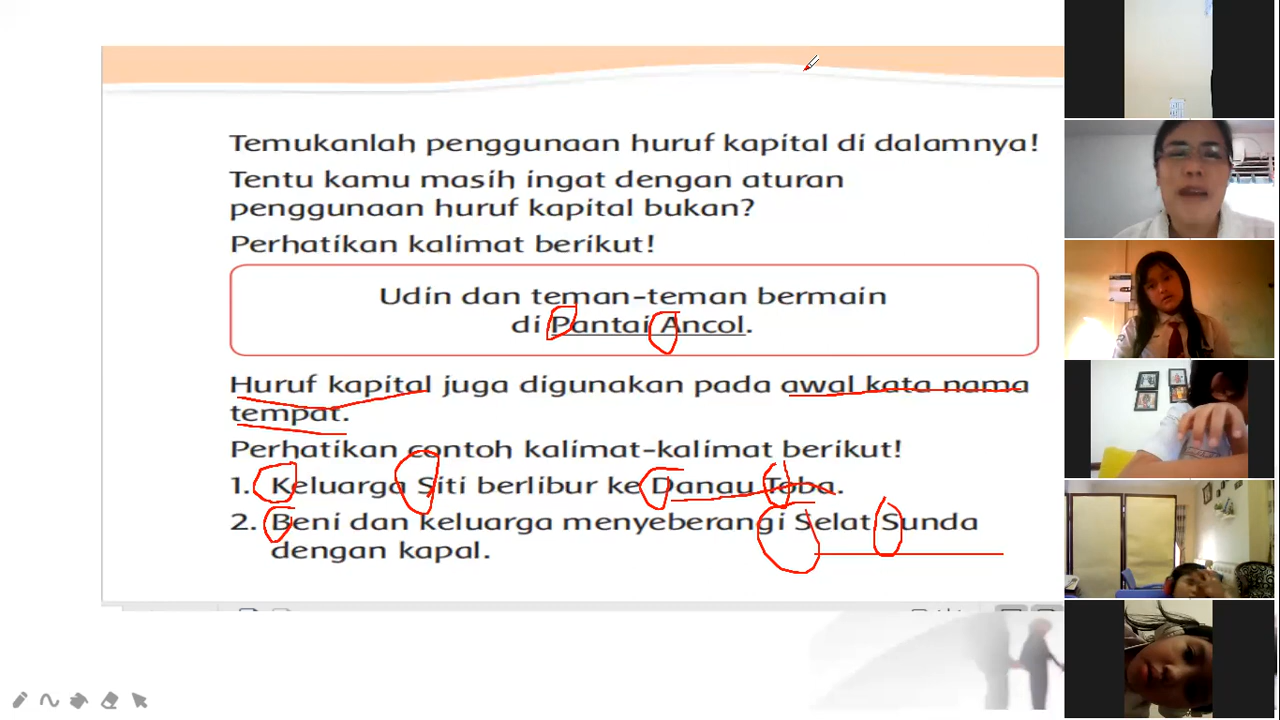 Temukanlah penggunaan huruf kapital di dalamnya!
Tentu kamu masih ingat dengan aturan
penggunaan huruf kapital bukan?
Perhatikan kalimat berikut!
Udin dan teman-teman bermain
di Pantai Ancol.
Huruf kapital juga digunakan pada awal kata nama
tempat.
Perhatikan contoh kalimat-kalimat berikut!
1. Keluarga Siti berlibur ke Danau Toba.
2. Beni dan keluarga menyeberangi Selat Sunda
dengan kapal.